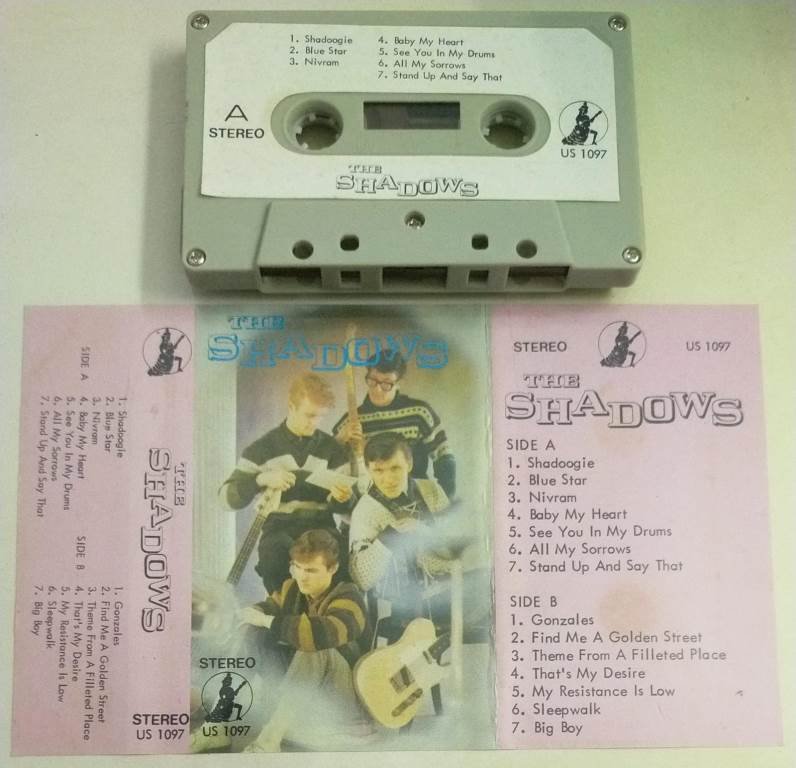 1. Shadoogie
2. Blue Star
3. Nivram
4. Baby My Heart
5. See You In My Drums
6. All My Sorrows
7. Stand Up And Say That
A
STEREO
US 1097
THE
SHADOWS
SIDE A
1. Shadoogie
2. Blue Star
3. Nivram
4. Baby My Heart
5. See You In My Drums
6. All My Sorrows
7. Stand Up And Say That
SIDE B
1. Gonzales
2. Find Me A Golden Street
3. Theme From A Filleted Place
4. That's My Desire
5. My Resistance Is Low
6. Sleepwalk
7. Big Boy
THE
SHADOWS
STEREO
US 1097
THE
SHADOWS
STEREO
US 1097
STEREO
US 1097
THE
SHADOWS
SIDE A
1. Shadoogie
2. Blue Star
3. Nivram
4. Baby My Heart
5. See You In My Drums
6. All My Sorrows
7. Stand Up And Say That
SIDE B
1. Gonzales
2. Find Me A Golden Street
3. Theme From A Filleted Place
4. That's My Desire
5. My Resistance Is Low
6. Sleepwalk
7. Big Boy